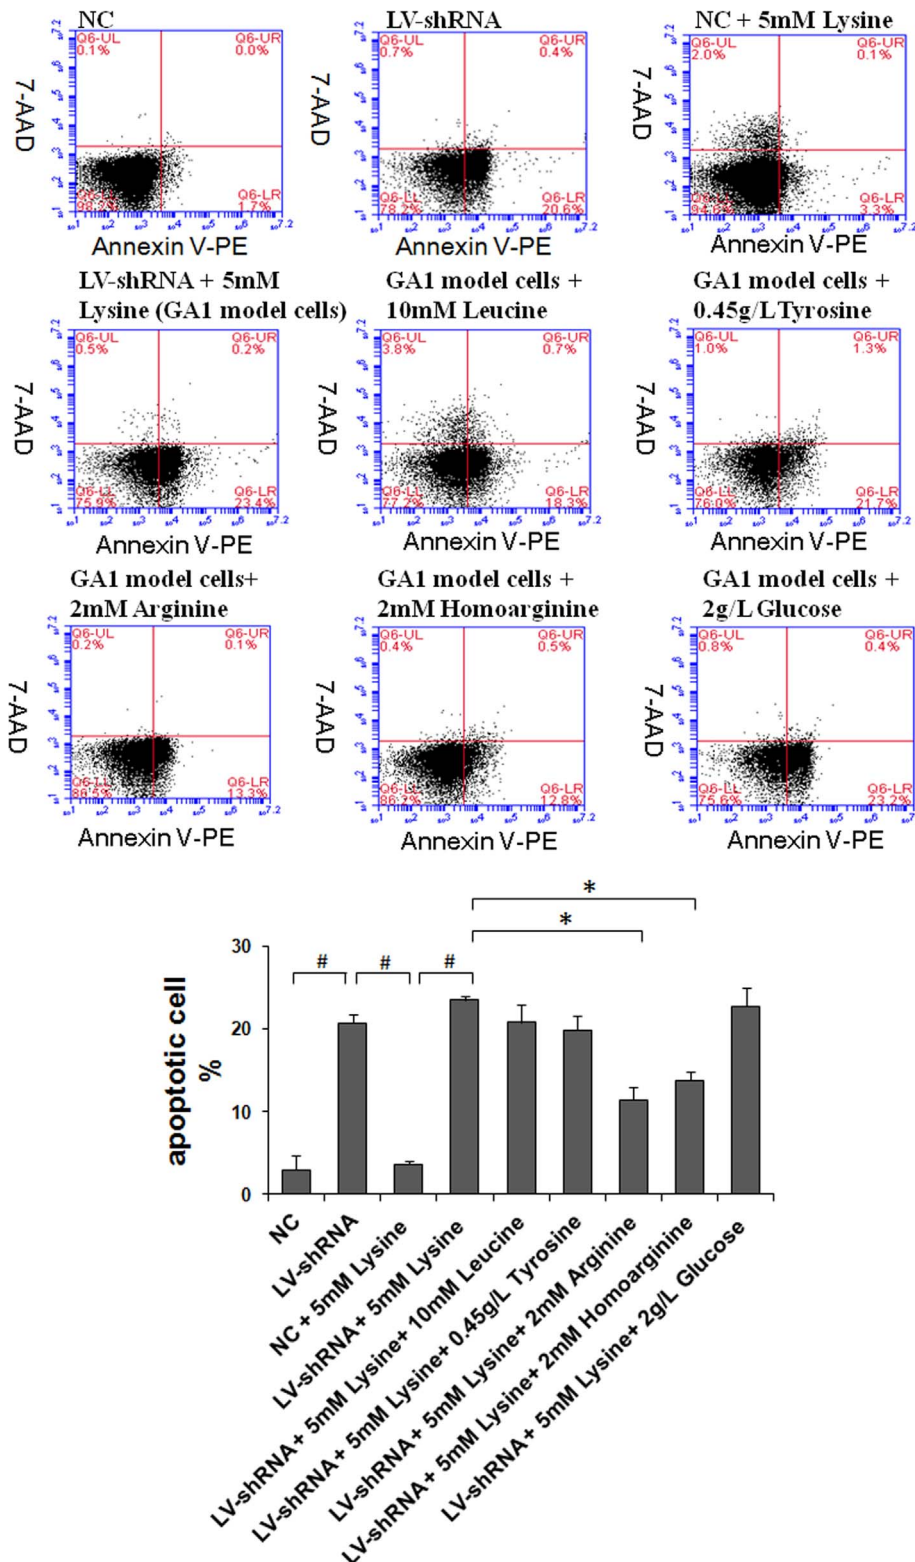 NC
LV-shRNA
NC + 5mM Lysine
Q6-UL
0.1%
Q6-UR
0.0%
98.2%
Q6-LR
1.7%
7-AAD
Annexin V-PE
Q6-UL
0.7%
Q6-UR
0.4%
Q6-LL
78.2%
Q6-LR
20.6%
7-AAD
Annexin V-PE
Q6-UL
2.0%
Q6-UR
0.1%
94.6%
Q6-LR
3.3%
7-AAD
Annexin V-PE
LV-shRNA + 5mM
Lysine (GA1 model cells)
GA1 model cells +
10mM Leucine
GA1 model cells +
0.45g/L Tyrosine
Q6-UL
0.5%
Q6-UR
0.2%
Q6-LL
75.9%
Q6-LR
23.4%
7-AAD
Annexin V-PE
Q6-UL
3.8%
Q6-UR
0.7%
Q6-LL
77.2%
Q6-LR
18.3%
7-AAD
Annexin V-PE
Q6-UL
1.0%
Q6-UR
1.3%
Q6-LL
76.0%
Q6-LR
21.7%
7-AAD
Annexin V-PE
GA1 model cells+
2mM Arginine
GA1 model cells +
2mM Homoarginine
GA1 model cells +
2g/L Glucose
Q6-UL
0.2%
Q6-UR
0.1%
Q6-LL
86.5%
Q6-LR
13.3%
7-AAD
Annexin V-PE
Q6-UL
0.4%
Q6-UR
0.5%
Q6-LL
Q6-LR
12.8%
7-AAD
Annexin V-PE
Q6-UL
0.8%
Q6-UR
0.4%
Q6-LL
75.6%
Q6-LR
23.2%
7-AAD
Annexin V-PE
*
*
# # #
30
20
10
0
apoptotic cell
%
NC
LV-shRNA
NC + 5mM Lysine
LV-shRNA + 5mM Lysine
LV-shRNA+ 5mM Lysine+ 10mM Leucine
LV-shRNA+ 5mM Lysine+ 0.45g/L Tyrosine
LV-shRNA+ 5mM Lysine+ 2mM Arginine
LV-shRNA + 5mM Lysine+ 2mM Homoarginine
LV-shRNA + 5mM Lysine+ 2g/L Glucose